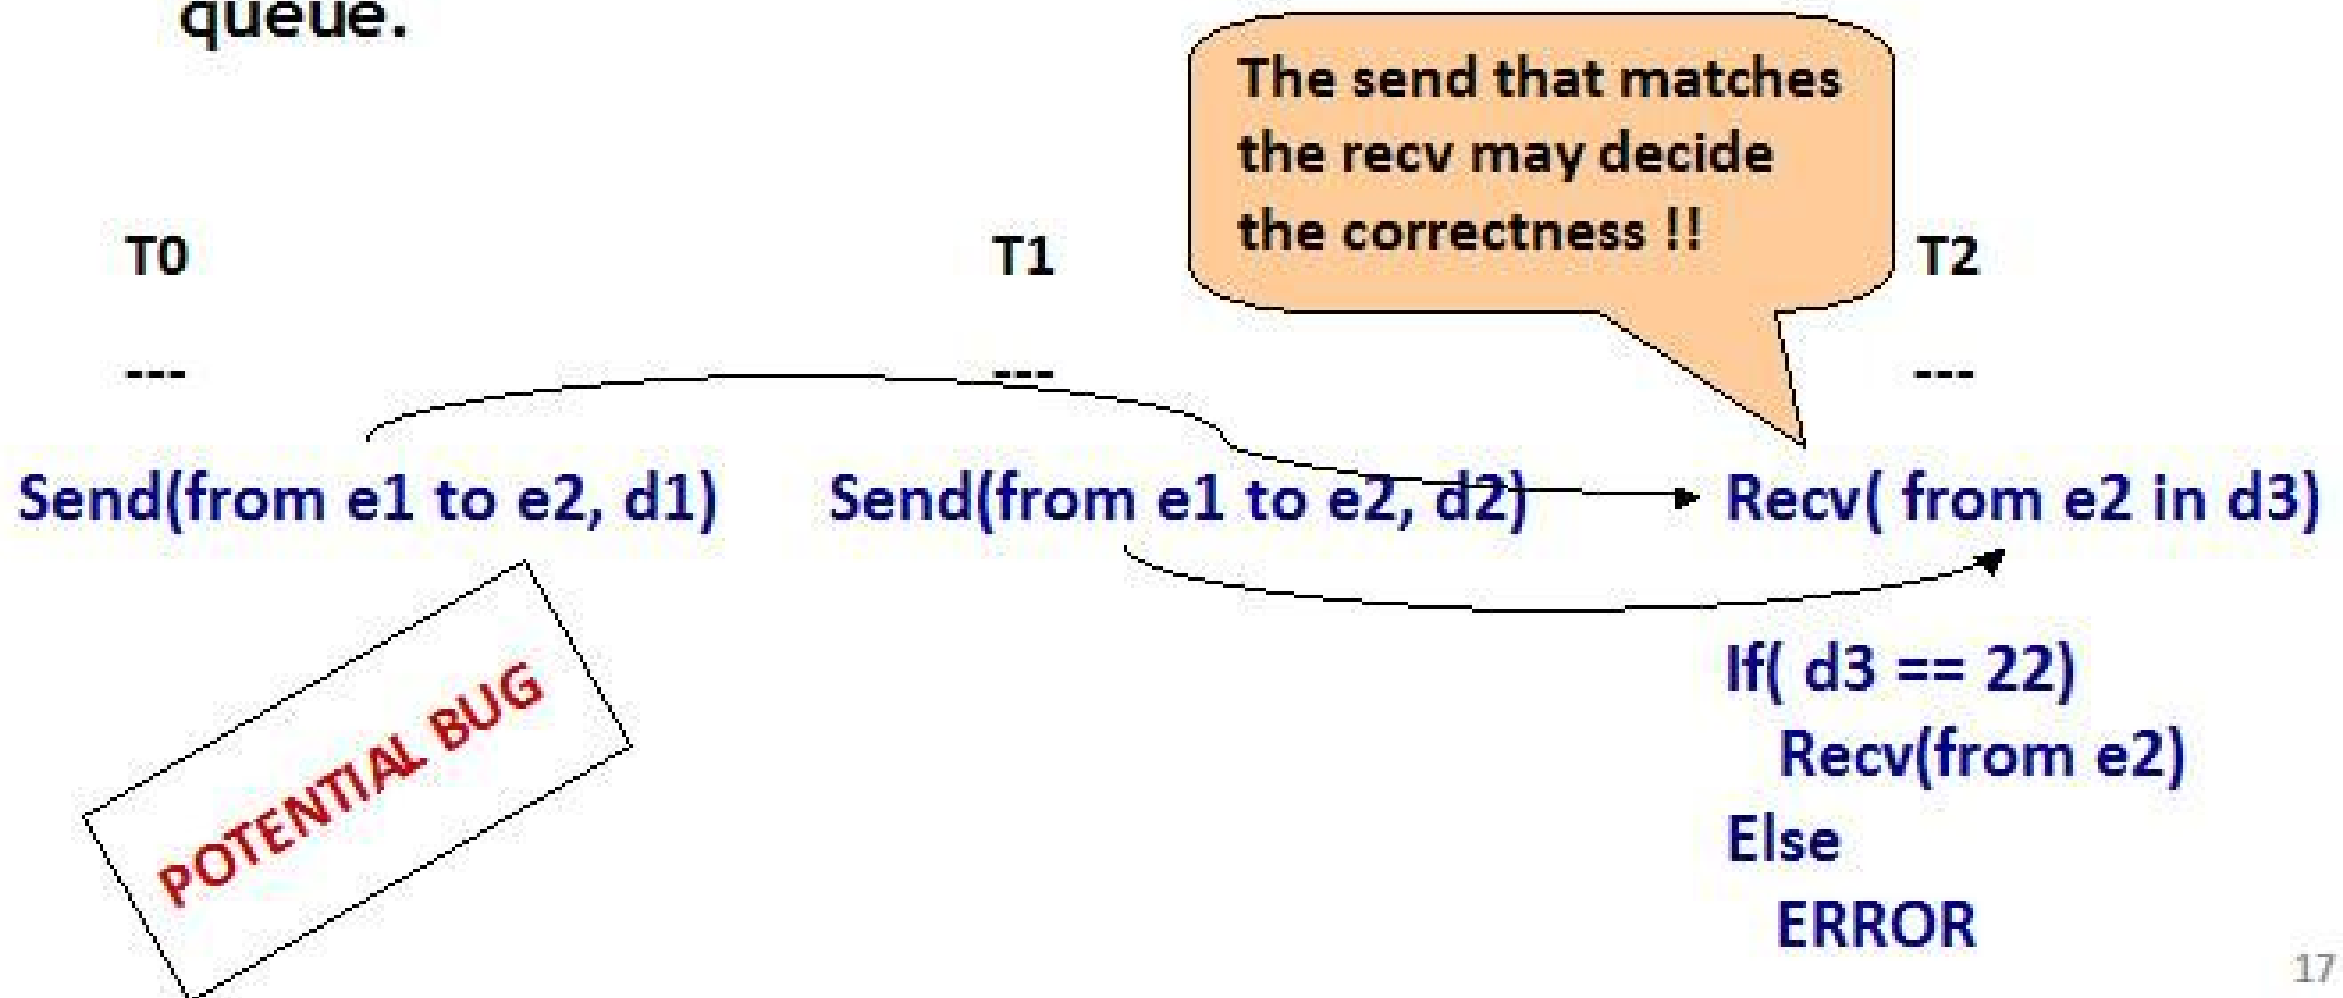 queue.
The send that matches
the recv may decide
the correctness !!
T0 T1 T2
--- --- ---
Send(from e1 to e2, d1) Send(from e1 to e2, d2) Recv( from e2 in d3)
If( d3 == 22)
Recv(from e2)
Else
ERROR
POTENTIAL BUG
17